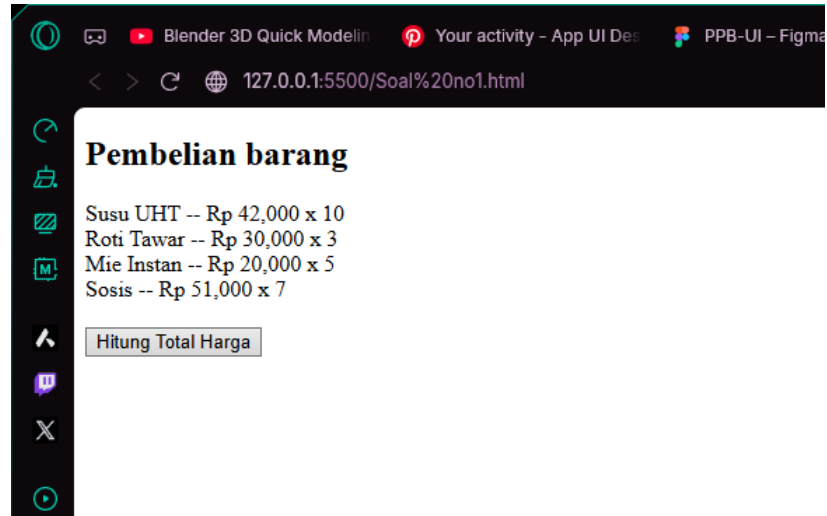 Blender 3D Quick Modelin
Your activity - App UI Des
PPB-UI – Figma
127.0.0.1:5500/Soal%20no1.html
Pembelian barang
Susu UHT -- Rp 42,000 x 10
Roti Tawar -- Rp 30,000 x 3
Mie Instan -- Rp 20,000 x 5
Sosis -- Rp 51,000 x 7
Hitung Total Harga
M